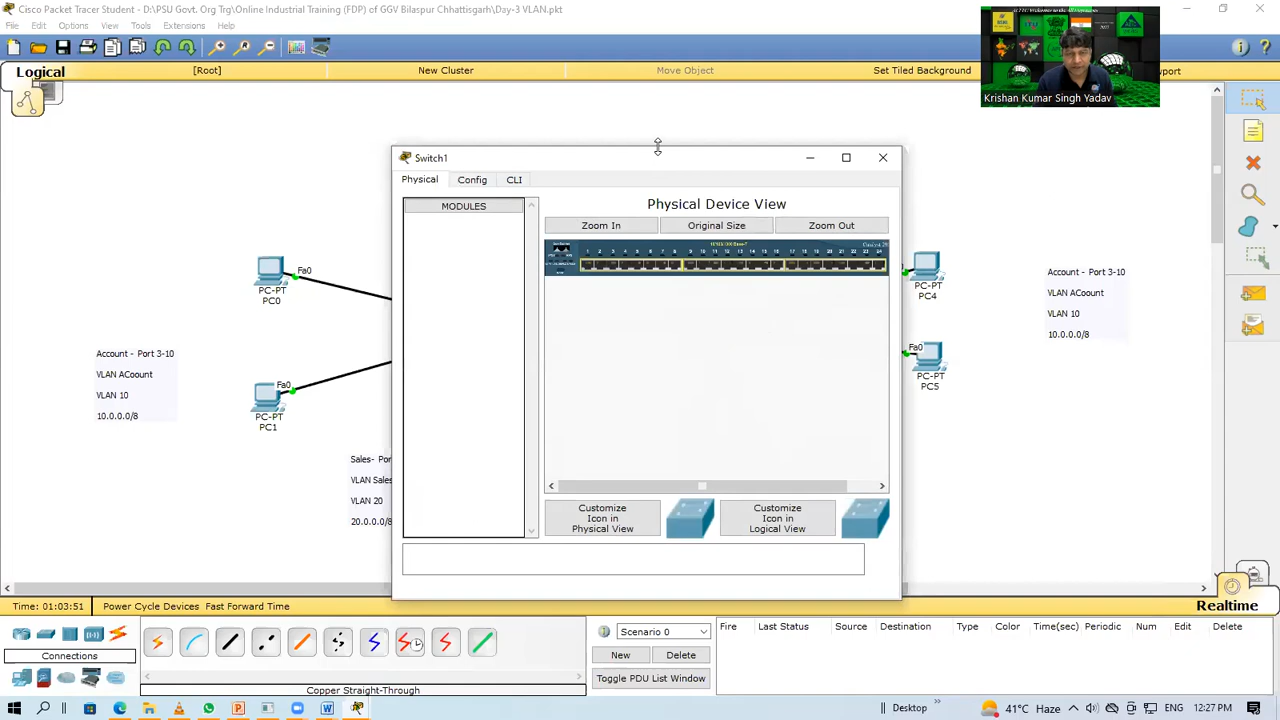 Cisco Packet Tracer Student - D:\PSU Govt. Org Trg\Online Industrial Training (FDP) of GGV Bilaspur Chhattisgarh\Day-3 VLAN.pkt
File Edit Options View Tools Extensions Help
Logical [Root] New Cluster Move Object Set Tiled Background
Krishan Kumar Singh Yadav
Switch1
Physical Config CLI
MODULES
Physical Device View
Zoom In Original Size Zoom Out
Fa0
PC-PT
PC0
PC-PT
PC4
Account - Port 3-10
VLAN ACoount
VLAN 10
10.0.0.0/8
Account - Port 3-10
VLAN ACoount
VLAN 10
10.0.0.0/8
Fa0
PC-PT
PC5
Fa0
PC-PT
PC1
Sales- Por
VLAN Sales
VLAN 20
20.0.0.0/8
Customize
Icon in
Physical View
Customize
Icon in
Logical View
Time: 01:03:51 Power Cycle Devices Fast Forward Time
Realtime
Connections
Copper Straight-Through
Scenario 0
New Delete
Toggle PDU List Window
Fire Last Status Source Destination Type Color Time(sec) Periodic Num Edit Delete
Desktop 41°C Haze ENG 12:27 PM